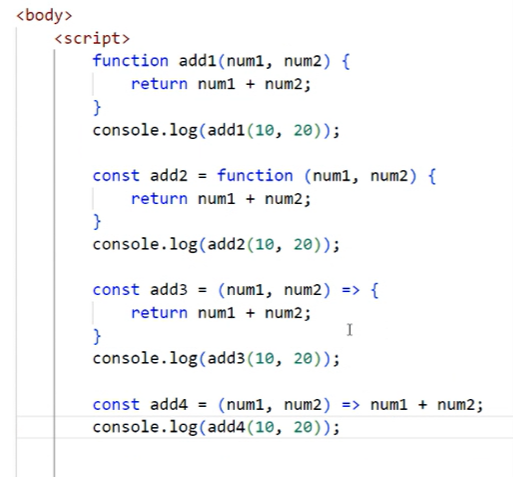 <body>
<script>
function add1(num1, num2) {
return num1 + num2;
}
console.log(add1(10, 20));
const add2 = function (num1, num2) {
return num1 + num2;
}
console.log(add2(10, 20));
const add3 = (num1, num2) => {
return num1 + num2;
}
console.log(add3(10, 20));
const add4 = (num1, num2) => num1 + num2;
console.log(add4(10, 20));